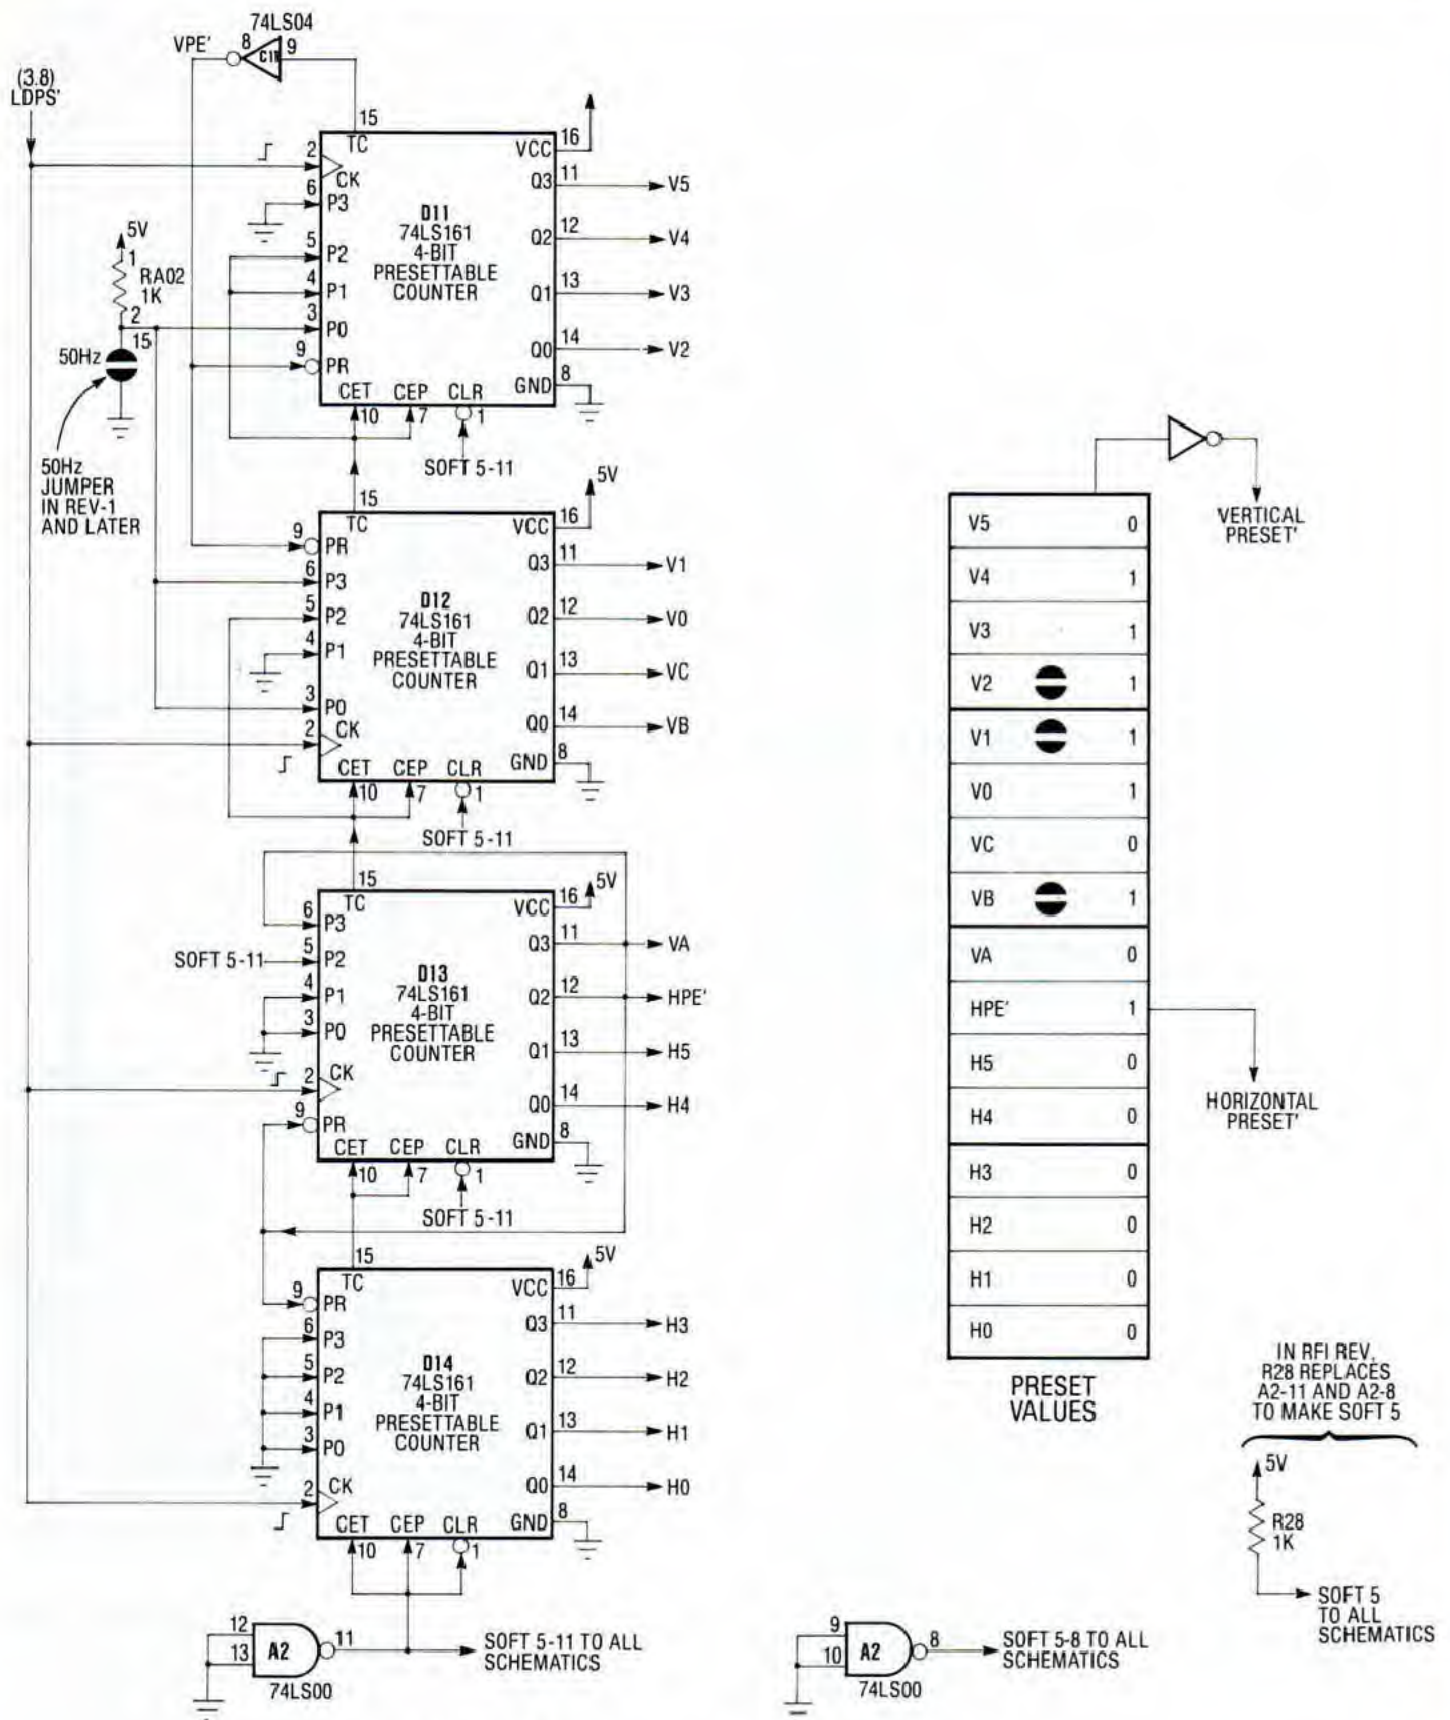 74LS04
VPE' 8 C11 9
(3.8)
LDPS'
15
TC
2 CK
6 P3
5 P2
4 P1
3 P0
9 PR
D11
74LS161
4-BIT
PRESETTABLE
COUNTER
VCC 16
Q3 11 V5
Q2 12 V4
Q1 13 V3
Q0 14 V2
GND 8
CET CEP CLR
10 7 1
SOFT 5-11
5V
1
RA02
1K
2
15
50Hz
50Hz
JUMPER
IN REV-1
AND LATER
15
TC
9 PR
6 P3
5 P2
4 P1
3 P0
2 CK
D12
74LS161
4-BIT
PRESETTABLE
COUNTER
5V
VCC 16
Q3 11 V1
Q2 12 V0
Q1 13 VC
Q0 14 VB
GND 8
CET CEP CLR
10 7 1
SOFT 5-11
15
TC
6 P3
SOFT 5-11 5 P2
4 P1
3 P0
2 CK
9 PR
D13
74LS161
4-BIT
PRESETTABLE
COUNTER
5V
VCC 16
Q3 11 VA
Q2 12 HPE'
Q1 13 H5
Q0 14 H4
GND 8
CET CEP CLR
10 7 1
SOFT 5-11
15
TC
9 PR
6 P3
5 P2
4 P1
3 P0
2 CK
D14
74LS161
4-BIT
PRESETTABLE
COUNTER
5V
VCC 16
Q3 11 H3
Q2 12 H2
Q1 13 H1
Q0 14 H0
GND 8
CET CEP CLR
10 7 1
12
13 A2 11
74LS00
SOFT 5-11 TO ALL
SCHEMATICS
VERTICAL
PRESET'
V5 0
V4 1
V3 1
V2 1
V1 1
V0 1
VC 0
VB 1
VA 0
HPE' 1
H5 0
H4 0
H3 0
H2 0
H1 0
H0 0
HORIZONTAL
PRESET'
PRESET
VALUES
9
10 A2 8
74LS00
SOFT 5-8 TO ALL
SCHEMATICS
IN RFI REV,
R28 REPLACES
A2-11 AND A2-8
TO MAKE SOFT 5
5V
R28
1K
SOFT 5
TO ALL
SCHEMATICS